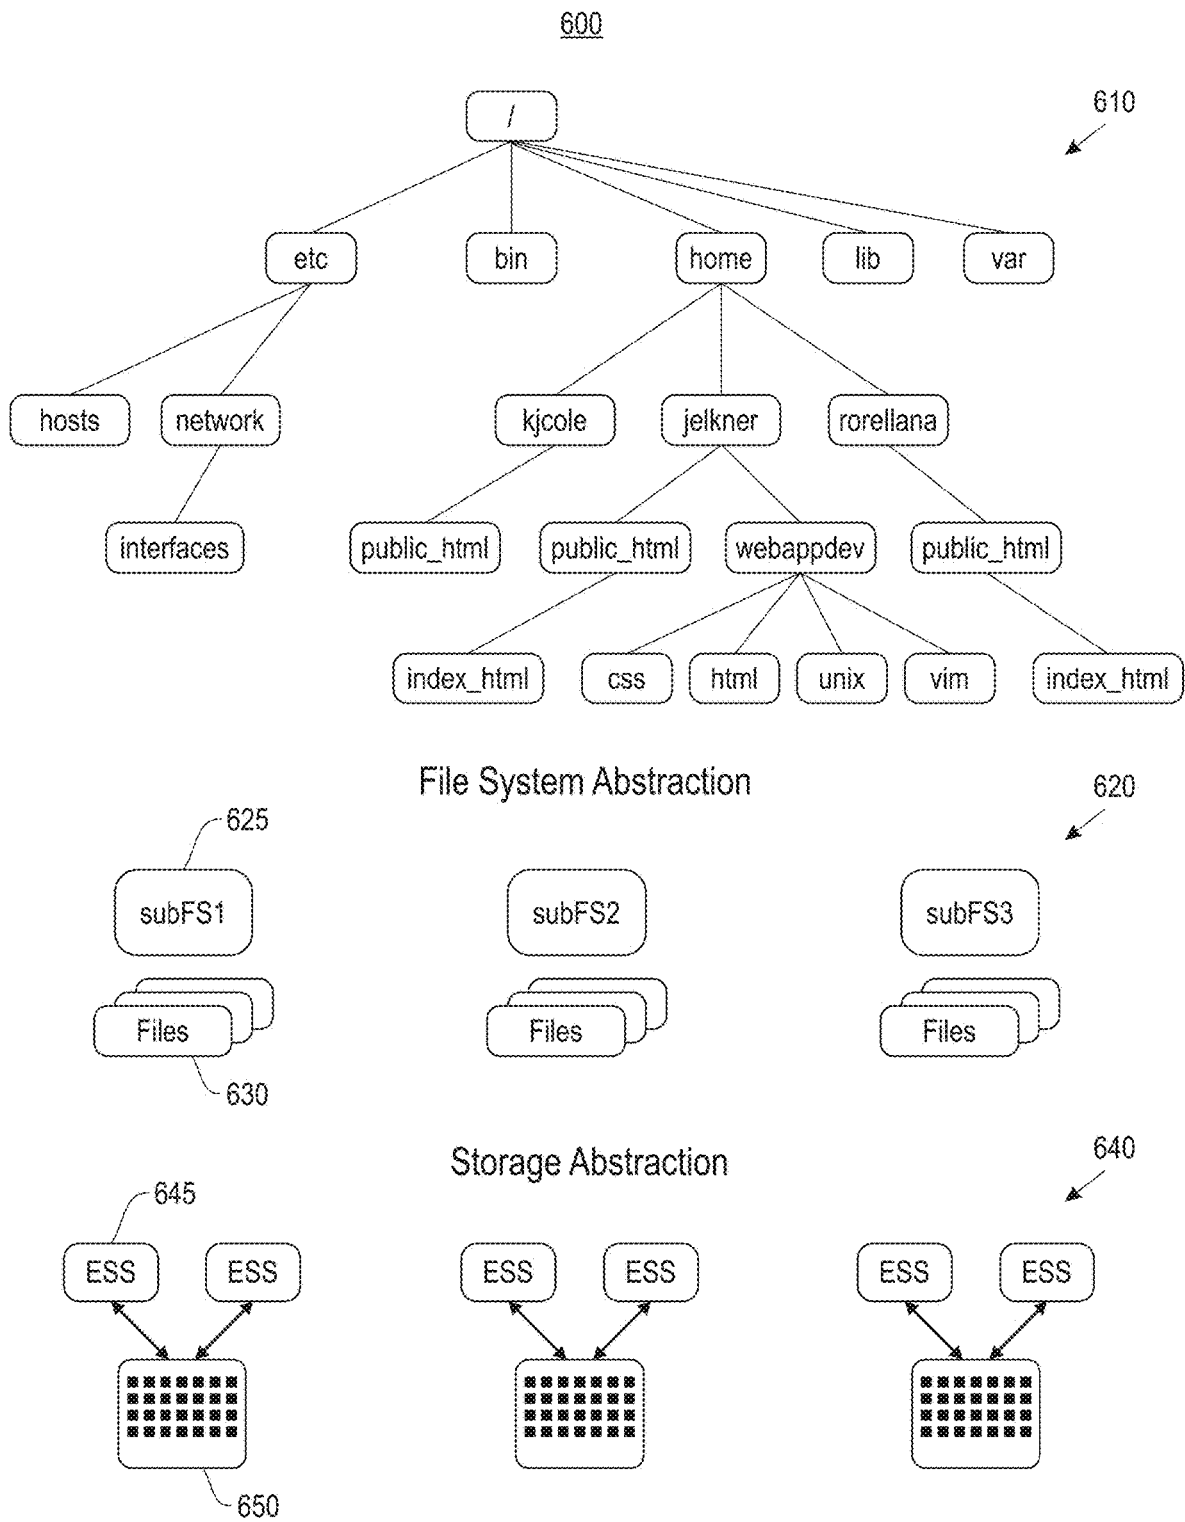 600
610
/
etc bin home lib var
hosts network kjcole jelkner rorellana
interfaces public_html public_html webappdev public_html
index_html css html unix vim index_html
File System Abstraction
620
625
subFS1 subFS2 subFS3
Files Files Files
630
Storage Abstraction
640
645
ESS ESS ESS ESS ESS ESS
650